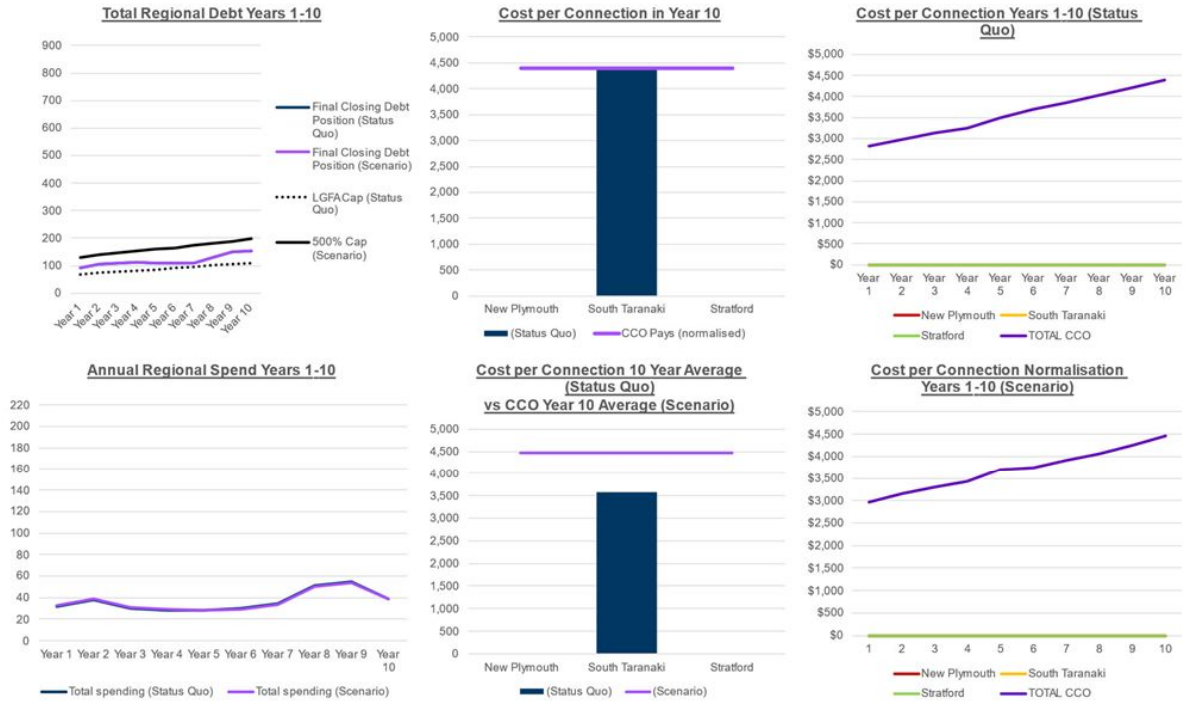 Total Regional Debt Years 1-10
900
800
700
600
500
400
300
200
100
0
Year 1
Year 2
Year 3
Year 4
Year 5
Year 6
Year 7
Year 8
Year 9
Year 10
Final Closing Debt
Position (Status
Quo)
Final Closing Debt
Position (Scenario)
LGFACap (Status
Quo)
500% Cap
(Scenario)
Cost per Connection in Year 10
5,000
4,500
4,000
3,500
3,000
2,500
2,000
1,500
1,000
500
0
New Plymouth South Taranaki Stratford
(Status Quo) CCO Pays (normalised)
Cost per Connection Years 1-10 (Status
Quo)
$5,000
$4,500
$4,000
$3,500
$3,000
$2,500
$2,000
$1,500
$1,000
$500
$0
Year Year Year Year Year Year Year Year Year Year
1 2 3 4 5 6 7 8 9 10
New Plymouth South Taranaki
Stratford TOTAL CCO
Annual Regional Spend Years 1-10
220
200
180
160
140
120
100
80
60
40
20
0
Year 1 Year 2 Year 3 Year 4 Year 5 Year 6 Year 7 Year 8 Year 9 Year
10
Total spending (Status Quo) Total spending (Scenario)
Cost per Connection 10 Year Average
(Status Quo)
vs CCO Year 10 Average (Scenario)
5,000
4,500
4,000
3,500
3,000
2,500
2,000
1,500
1,000
500
0
New Plymouth South Taranaki Stratford
(Status Quo) (Scenario)
Cost per Connection Normalisation
Years 1-10 (Scenario)
$5,000
$4,500
$4,000
$3,500
$3,000
$2,500
$2,000
$1,500
$1,000
$500
$0
1 2 3 4 5 6 7 8 9 10
New Plymouth South Taranaki
Stratford TOTAL CCO